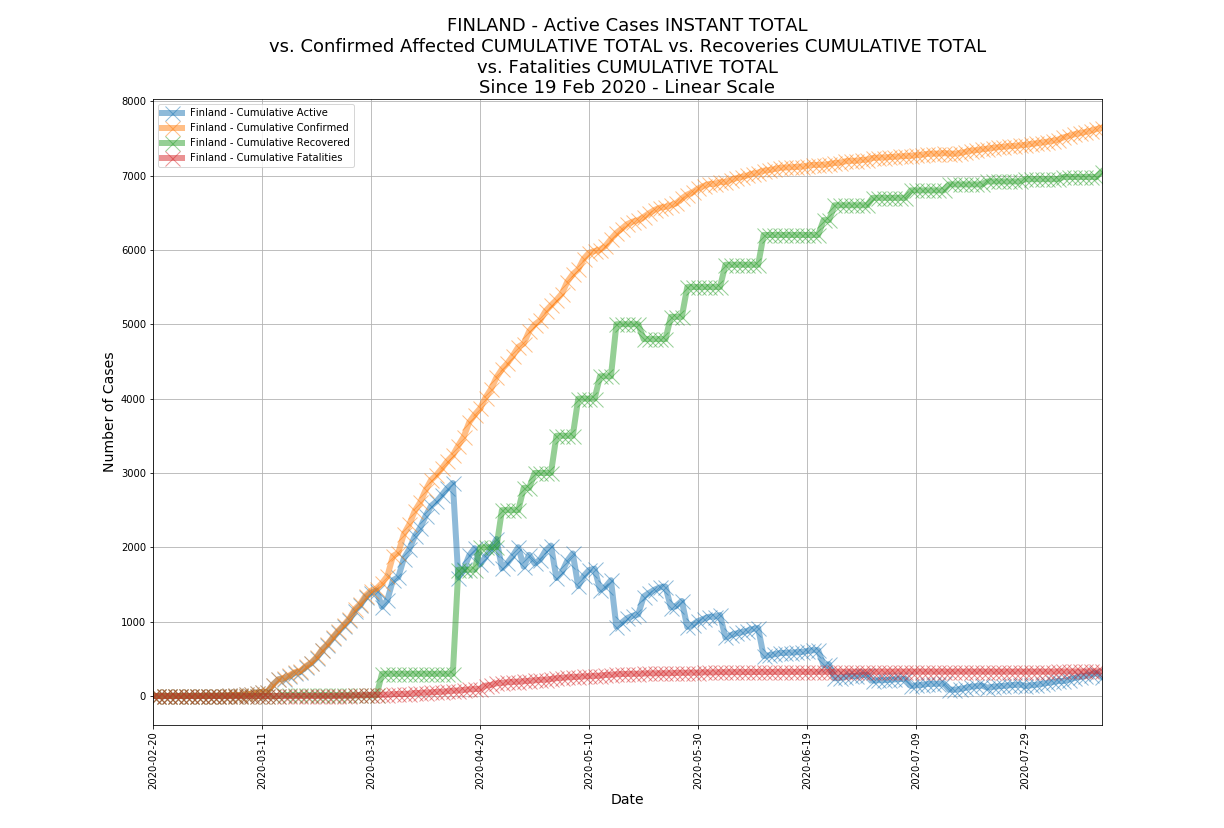 FINLAND - Active Cases INSTANT TOTAL
vs. Confirmed Affected CUMULATIVE TOTAL vs. Recoveries CUMULATIVE TOTAL
vs. Fatalities CUMULATIVE TOTAL
Since 19 Feb 2020 - Linear Scale
Finland - Cumulative Active
Finland - Cumulative Confirmed
Finland - Cumulative Recovered
Finland - Cumulative Fatalities
Number of Cases
8000
7000
6000
5000
4000
3000
2000
1000
0
2020-02-20
2020-03-11
2020-03-31
2020-04-20
2020-05-10
2020-05-30
2020-06-19
2020-07-09
2020-07-29
Date